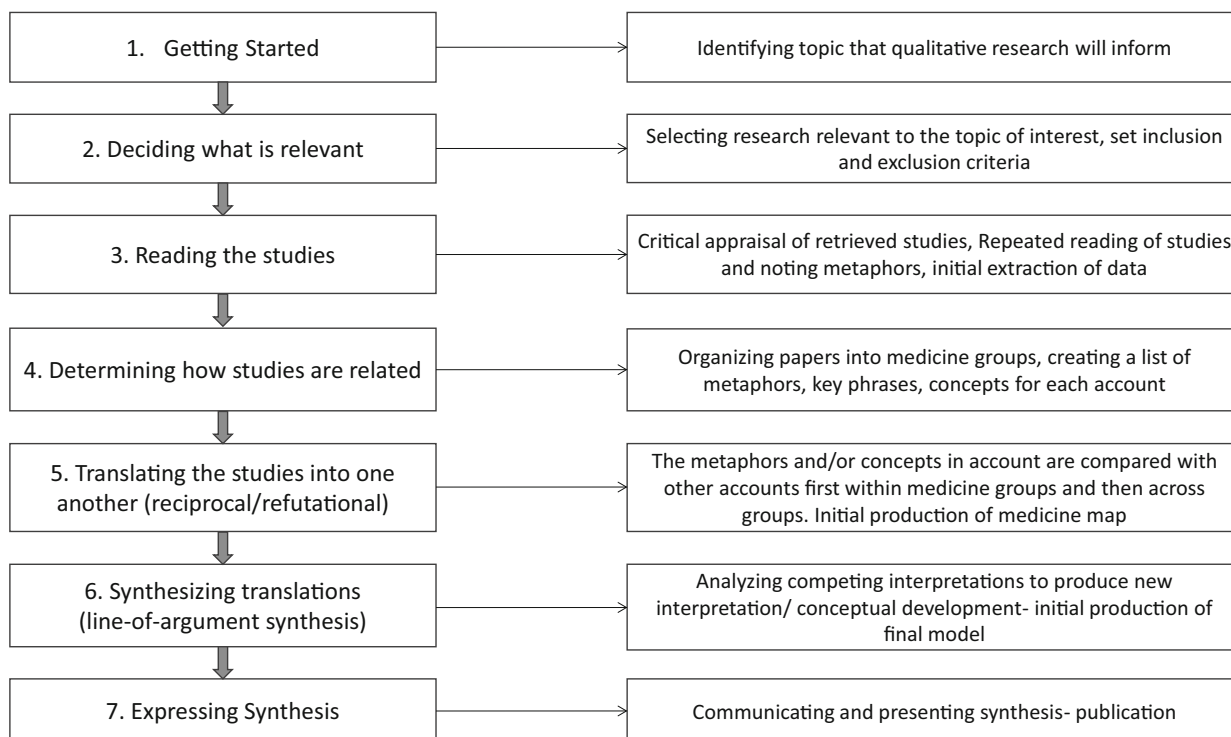 1. Getting Started
Identifying topic that qualitative research will inform
2. Deciding what is relevant
Selecting research relevant to the topic of interest, set inclusion
and exclusion criteria
3. Reading the studies
Critical appraisal of retrieved studies, Repeated reading of studies
and noting metaphors, initial extraction of data
4. Determining how studies are related
Organizing papers into medicine groups, creating a list of
metaphors, key phrases, concepts for each account
5. Translating the studies into one
another (reciprocal/refutational)
The metaphors and/or concepts in account are compared with
other accounts first within medicine groups and then across
groups. Initial production of medicine map
6. Synthesizing translations
(line-of-argument synthesis)
Analyzing competing interpretations to produce new
interpretation/ conceptual development- initial production of
final model
7. Expressing Synthesis
Communicating and presenting synthesis- publication